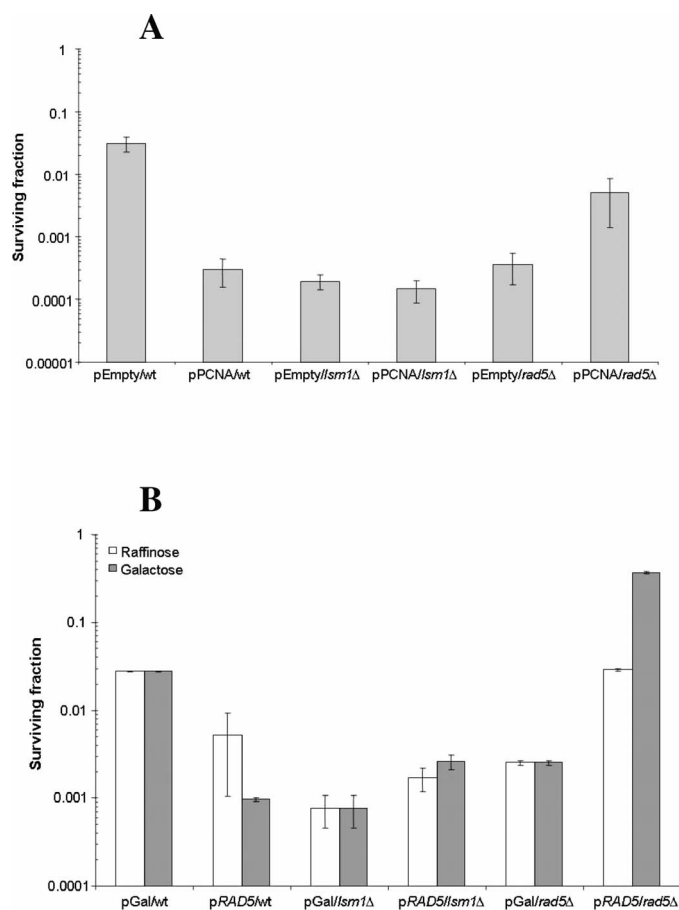 A
Surviving fraction
1
0.1
0.01
0.001
0.0001
0.00001
pEmpty/wt pPCNA/wt pEmpty/lsm1Δ pPCNA/lsm1Δ pEmpty/rad5Δ pPCNA/rad5Δ
B
Surviving fraction
1
0.1
0.01
0.001
0.0001
Raffinose
Galactose
pGal/wt pRAD5/wt pGal/lsm1Δ pRAD5/lsm1Δ pGal/rad5Δ pRAD5/rad5Δ